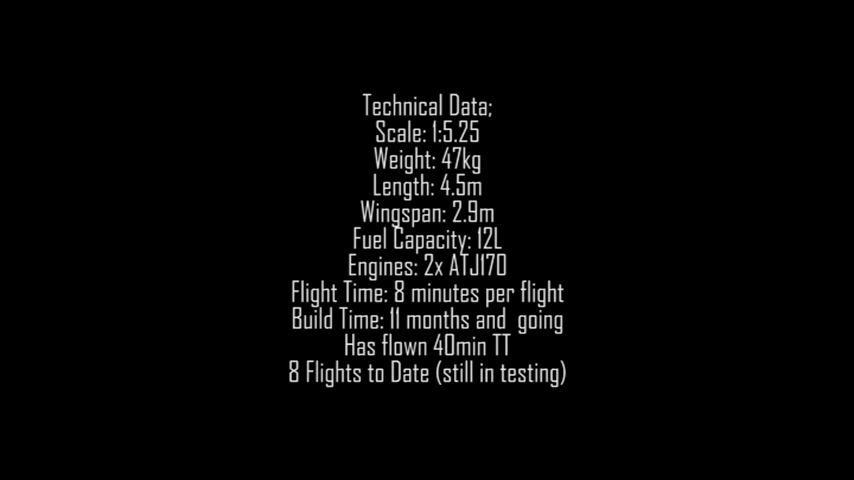 Technical Data;
Scale: 1:5.25
Weight: 47kg
Length: 4.5m
Wingspan: 2.9m
Fuel Capacity: 12L
Engines: 2x ATJ170
Flight Time: 8 minutes per flight
Build Time: 11 months and  going
Has flown 40min TT
8 Flights to Date (still in testing)